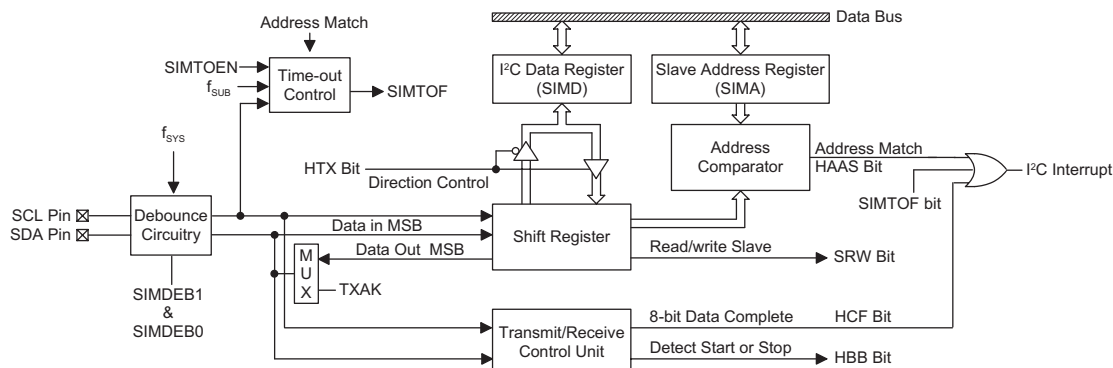 Data Bus
Address Match
SIMTOEN
fSUB
Time-out
Control
SIMTOF
I²C Data Register
(SIMD)
Slave Address Register
(SIMA)
fSYS
HTX Bit
Direction Control
Address
Comparator
Address Match
HAAS Bit
I²C Interrupt
SIMTOF bit
SCL Pin
SDA Pin
Debounce
Circuitry
Data in MSB
Shift Register
Data Out MSB
Read/write Slave
SRW Bit
M
U
X
TXAK
SIMDEB1
&
SIMDEB0
Transmit/Receive
Control Unit
8-bit Data Complete
HCF Bit
Detect Start or Stop
HBB Bit